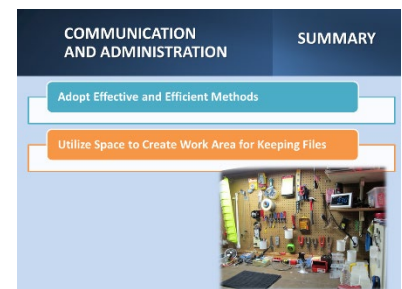 COMMUNICATION
AND ADMINISTRATION
SUMMARY
Adopt Effective and Efficient Methods
Utilize Space to Create Work Area for Keeping Files